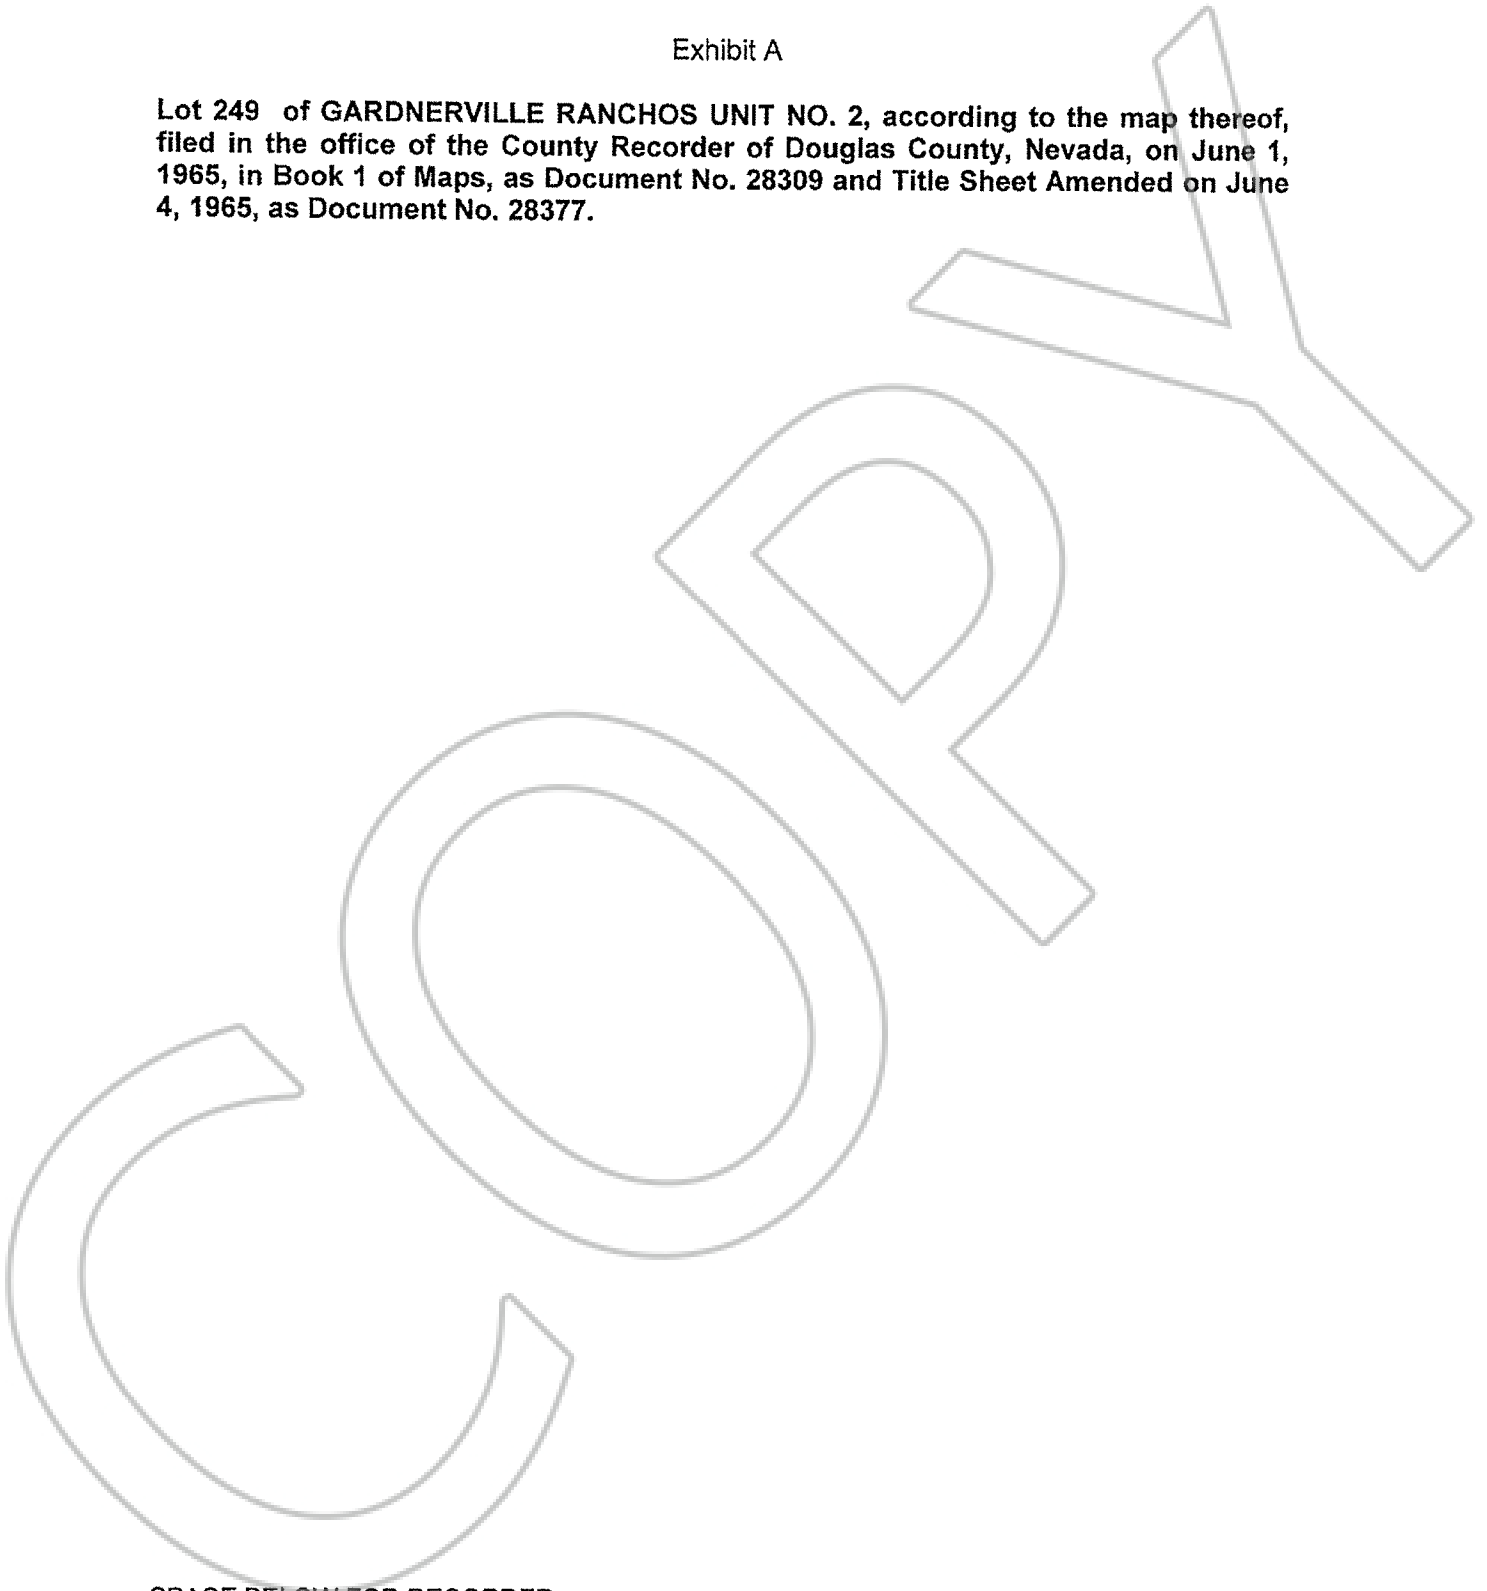 Exhibit A
Lot 249 of GARDNERVILLE RANCHOS UNIT NO. 2, according to the map thereof,
filed in the office of the County Recorder of Douglas County, Nevada, on June 1,
1965, in Book 1 of Maps, as Document No. 28309 and Title Sheet Amended on June
4, 1965, as Document No. 28377.
COPY